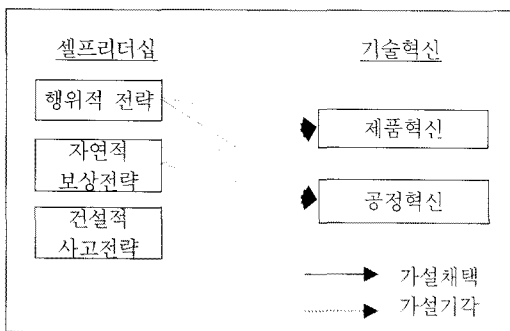 셀프리더십
기술혁신
행위적 전략
자연적
보상전략
건설적
사고전략
제품혁신
공정혁신
가설채택
가설기각